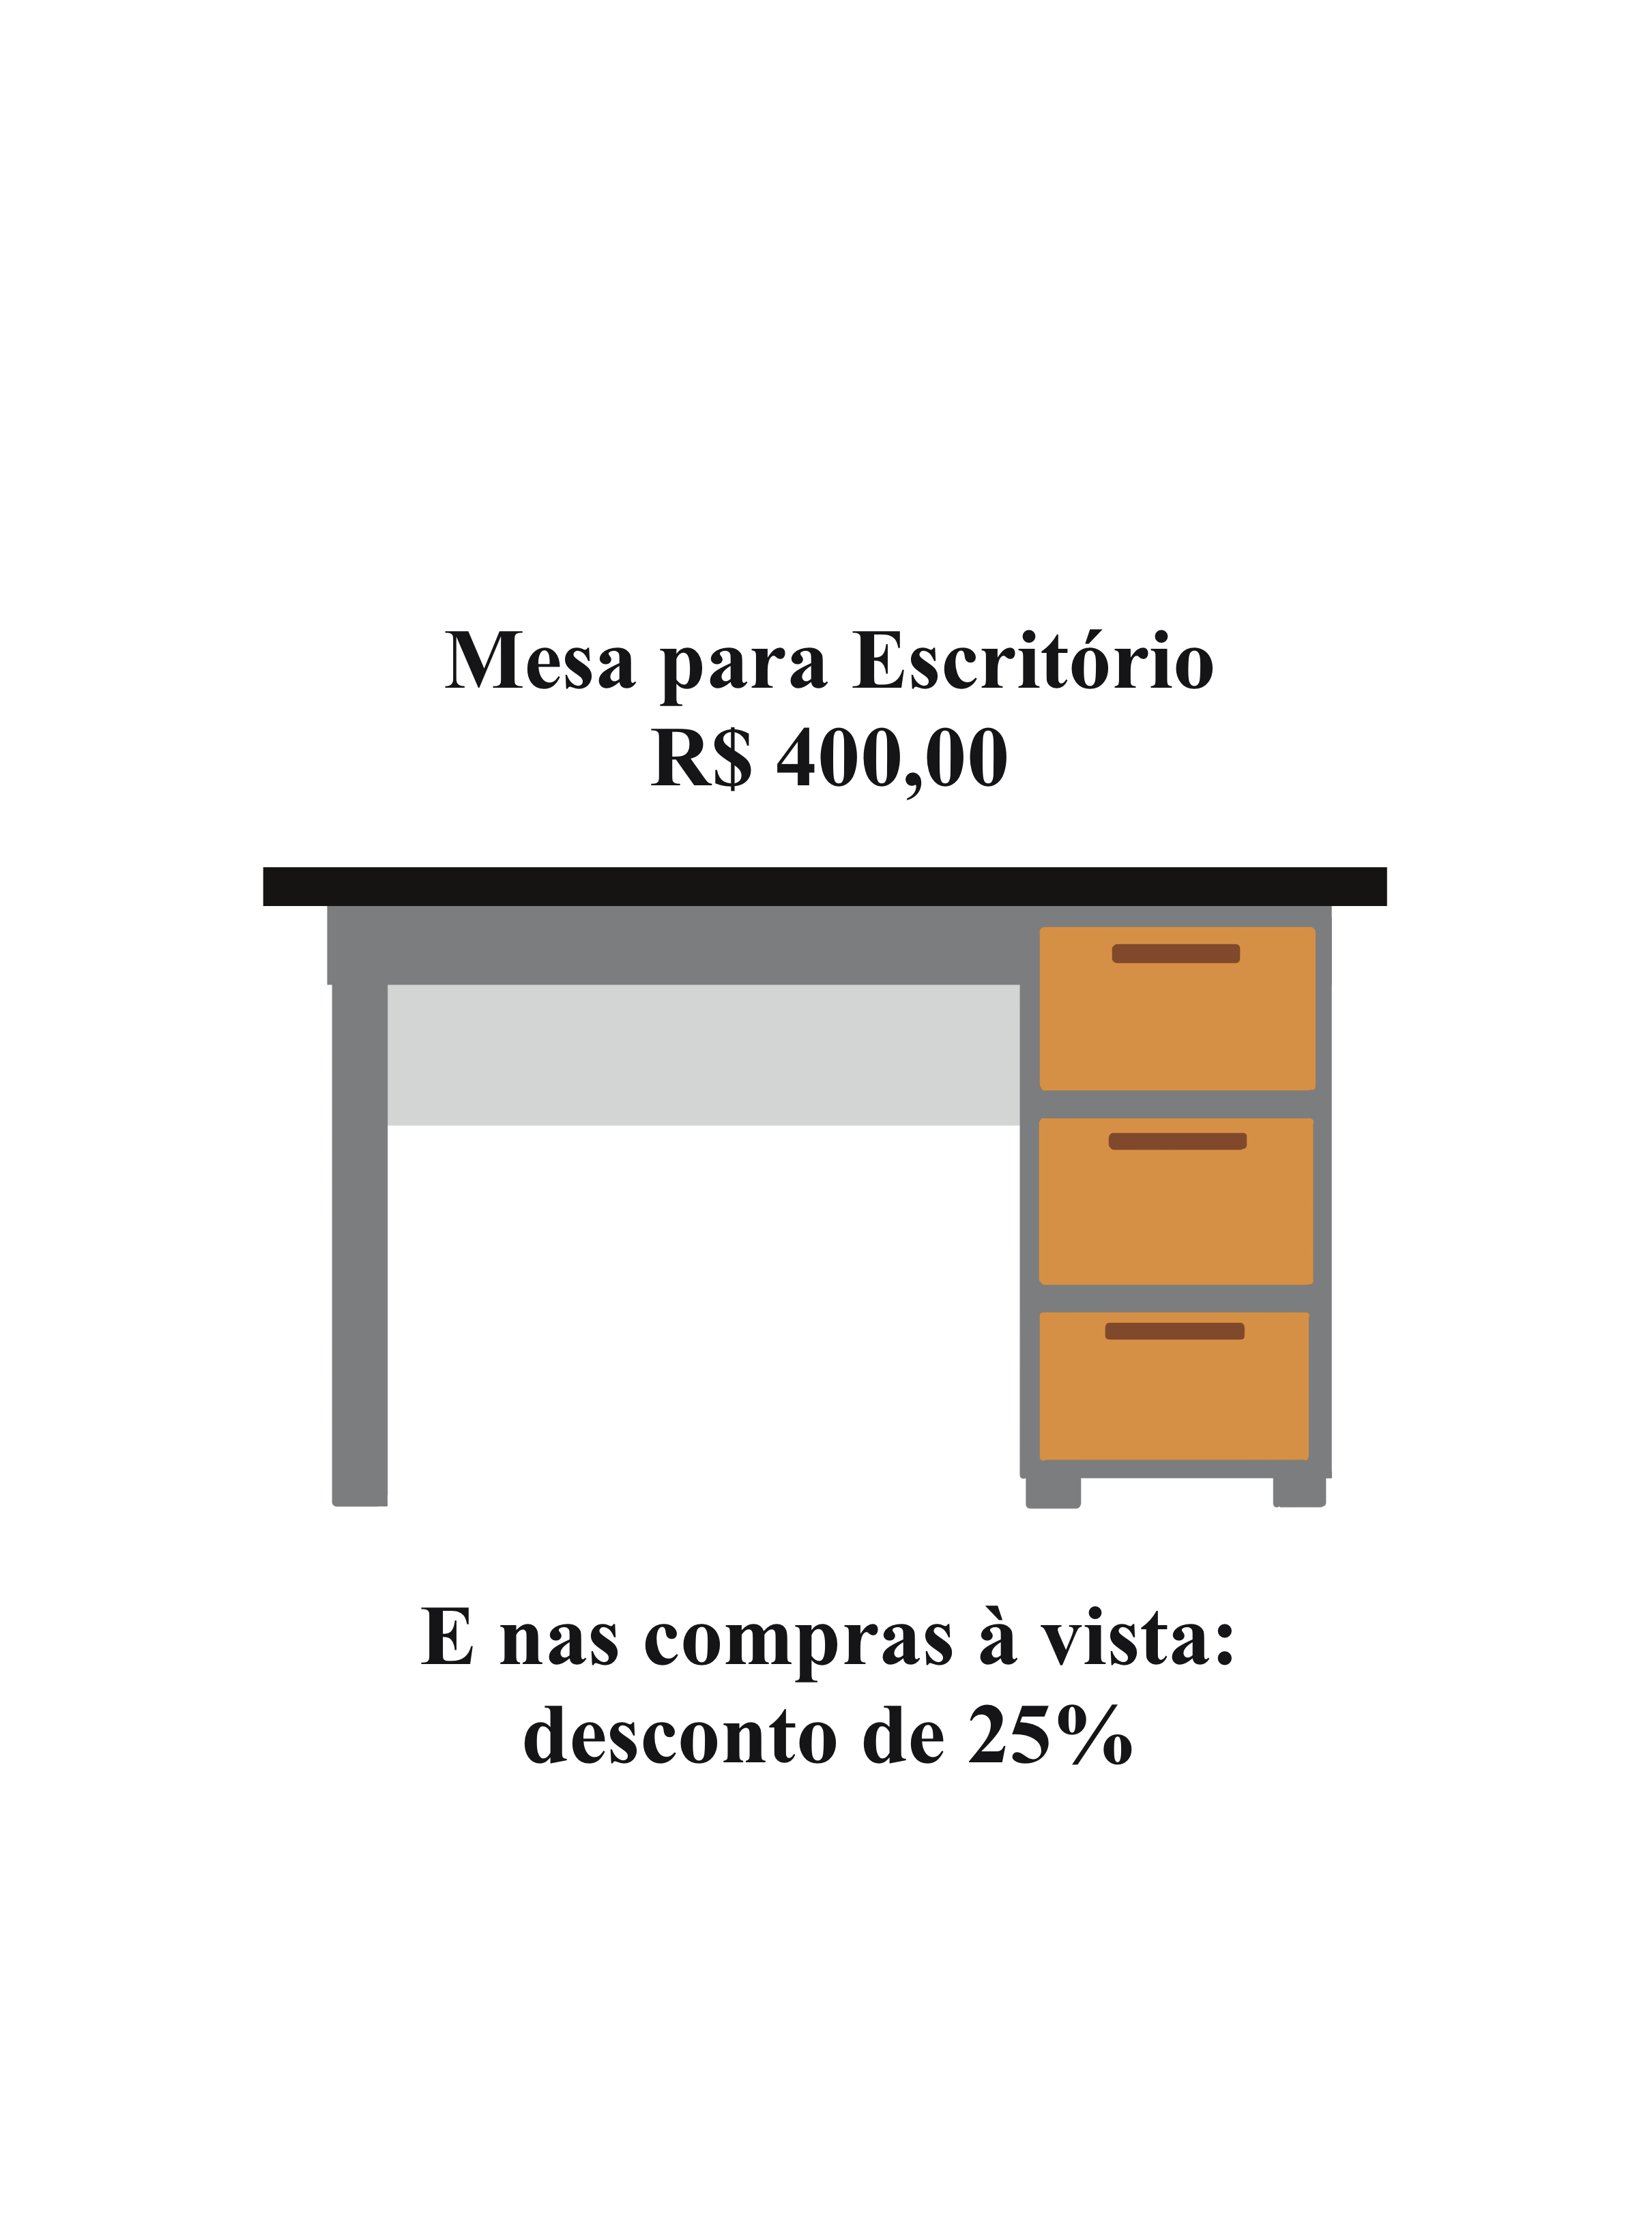 Mesa para Escritório
R$ 400,00
E nas compras à vista:
desconto de 25%